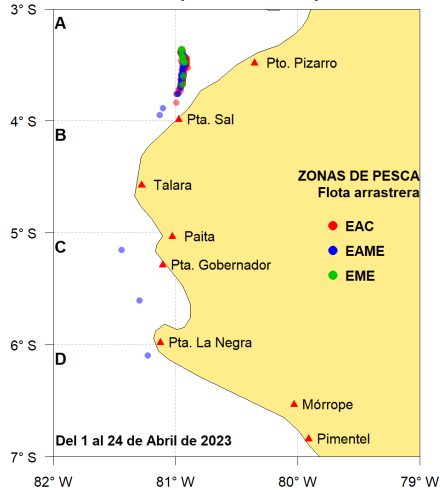 3° S
A
Pto. Pizarro
4° S
Pta. Sal
B
ZONAS DE PESCA
Flota arrastrera
Talara
EAC
5° S
Paita
C
EAME
Pta. Gobernador
EME
6° S
Pta. La Negra
D
Mórrope
Del 1 al 24 de Abril de 2023
Pimentel
7° S
82° W
81° W
80° W
79° W